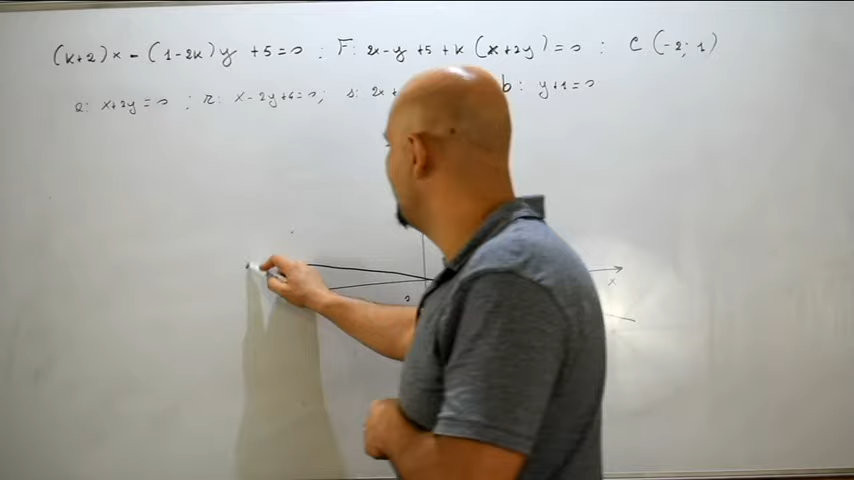 (k+2)x - (1-2k)y +5=0 ; F: 2x-y+5+k(x+2y)=0 : C(-2; 1)
a: x+2y=0 ; r: x-2y+6=0; s: 2x+ b: y+1=0
x